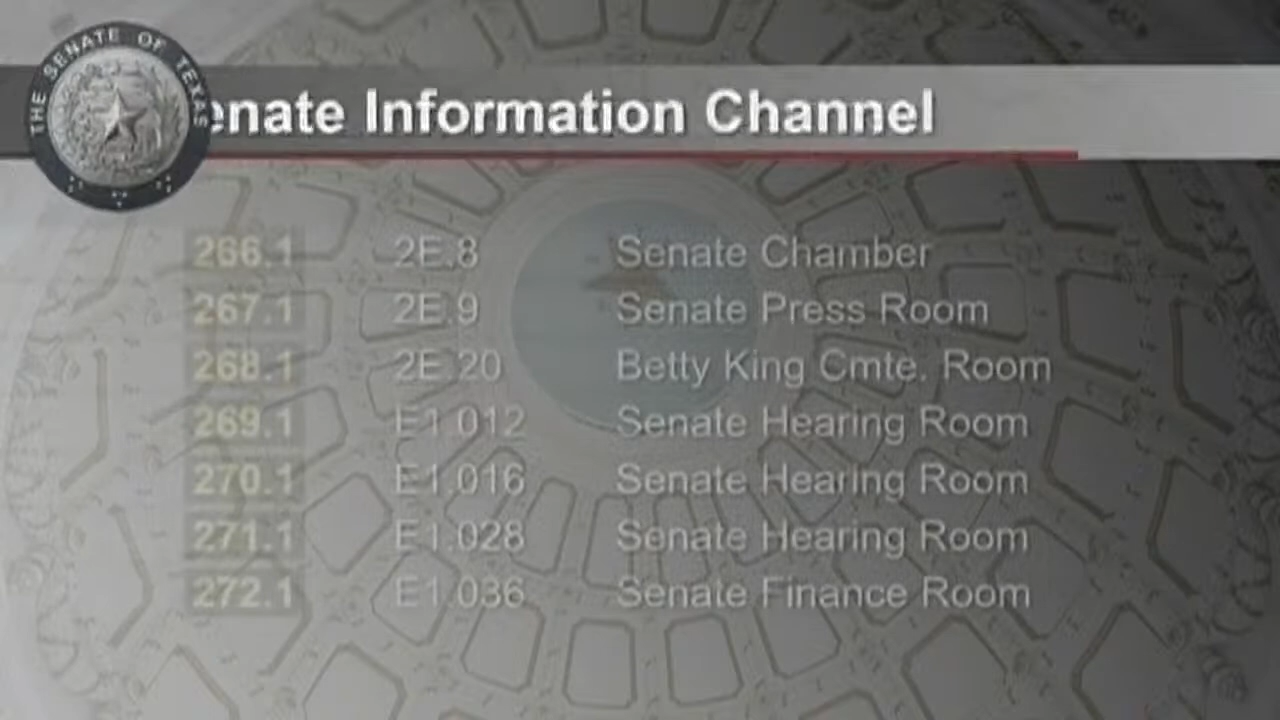 THE SENATE OF TEXAS
enate Information Channel
266.1 2E.8 Senate Chamber
267.1 2E.9 Senate Press Room
268.1 2E.20 Betty King Cmte. Room
269.1 E1.012 Senate Hearing Room
270.1 E1.016 Senate Hearing Room
271.1 E1.028 Senate Hearing Room
272.1 E1.036 Senate Finance Room